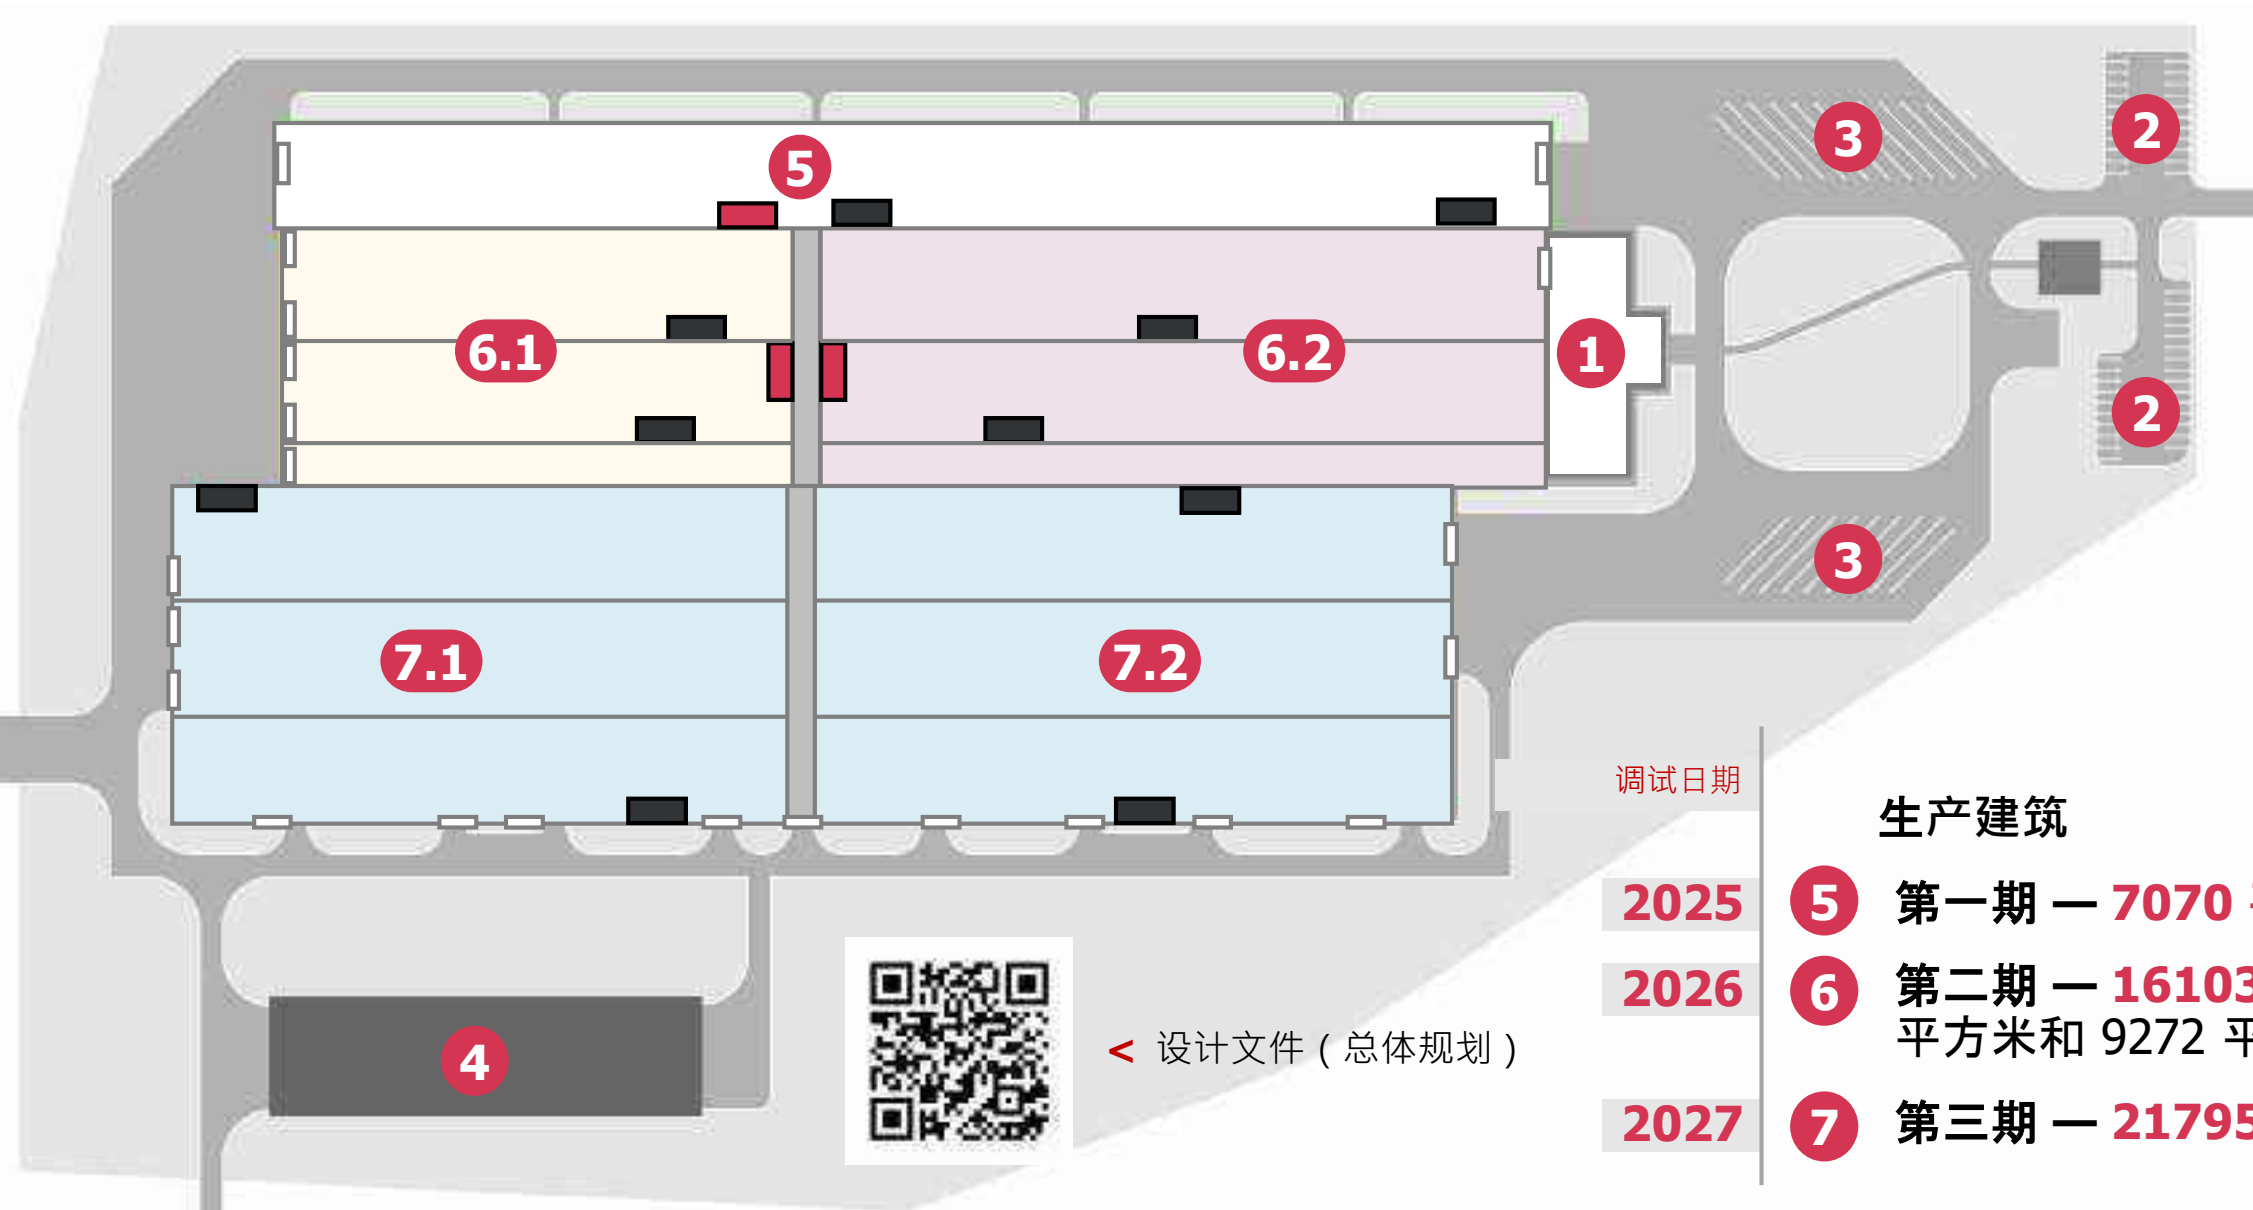 5
3
2
6.1
6.2
1
2
3
7.1
7.2
4
< 设计文件 ( 总体规划 )
调试日期
生产建筑
2025 5 第一期 — 7070
2026 6 第二期 — 16103
平方米和 9272 平
2027 7 第三期 — 21795